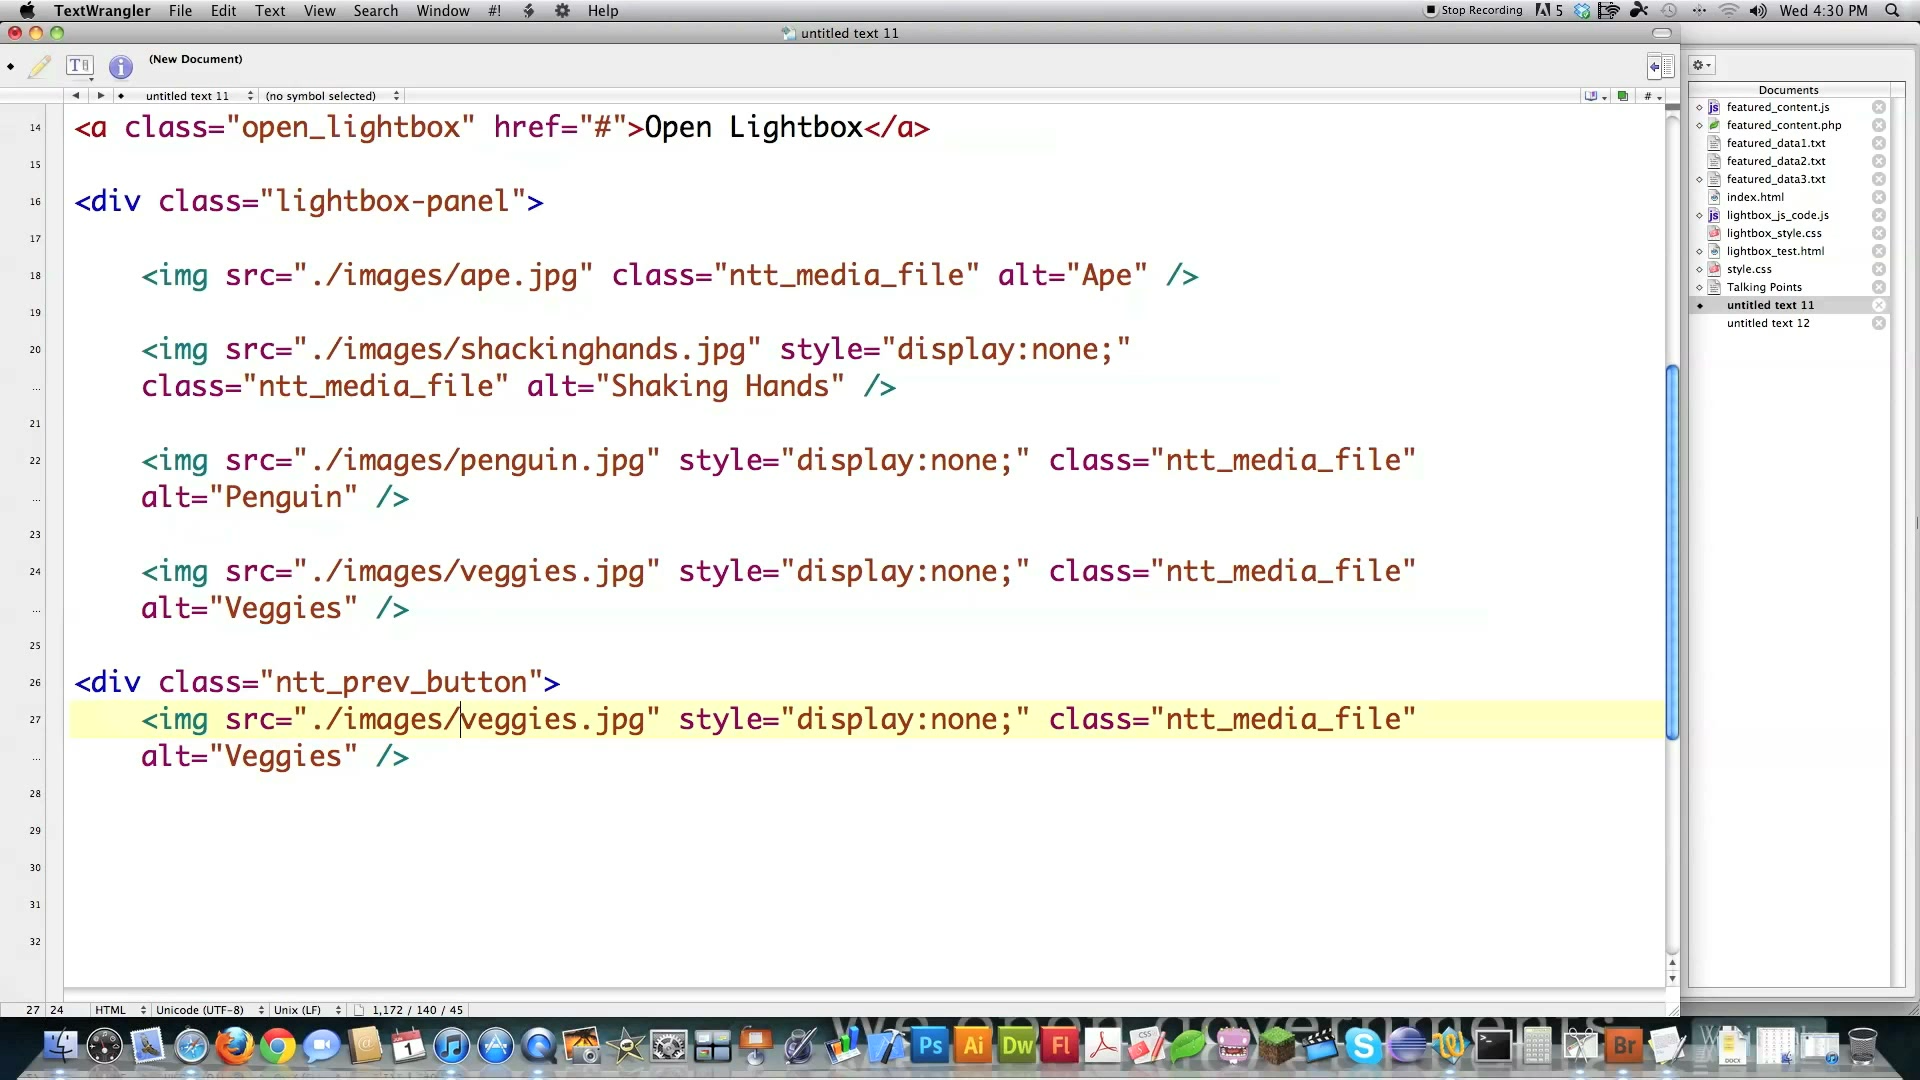 TextWrangler File Edit Text View Search Window #! Help Stop Recording 5 Wed 4:30 PM
untitled text 11
(New Document)
untitled text 11 (no symbol selected) #
14 <a class="open_lightbox" href="#">Open Lightbox</a>
15
16 <div class="lightbox-panel">
17
18 <img src="./images/ape.jpg" class="ntt_media_file" alt="Ape" />
19
20 <img src="./images/shackinghands.jpg" style="display:none;"
... class="ntt_media_file" alt="Shaking Hands" />
21
22 <img src="./images/penguin.jpg" style="display:none;" class="ntt_media_file"
... alt="Penguin" />
23
24 <img src="./images/veggies.jpg" style="display:none;" class="ntt_media_file"
... alt="Veggies" />
25
26 <div class="ntt_prev_button">
27 <img src="./images/veggies.jpg" style="display:none;" class="ntt_media_file"
... alt="Veggies" />
28
29
30
31
32
27 24 HTML Unicode (UTF-8) Unix (LF) 1,172 / 140 / 45
Documents
featured_content.js
featured_content.php
featured_data1.txt
featured_data2.txt
featured_data3.txt
index.html
lightbox_js_code.js
lightbox_style.css
lightbox_test.html
style.css
Talking Points
untitled text 11
untitled text 12
Ps Ai Dw Fl Br